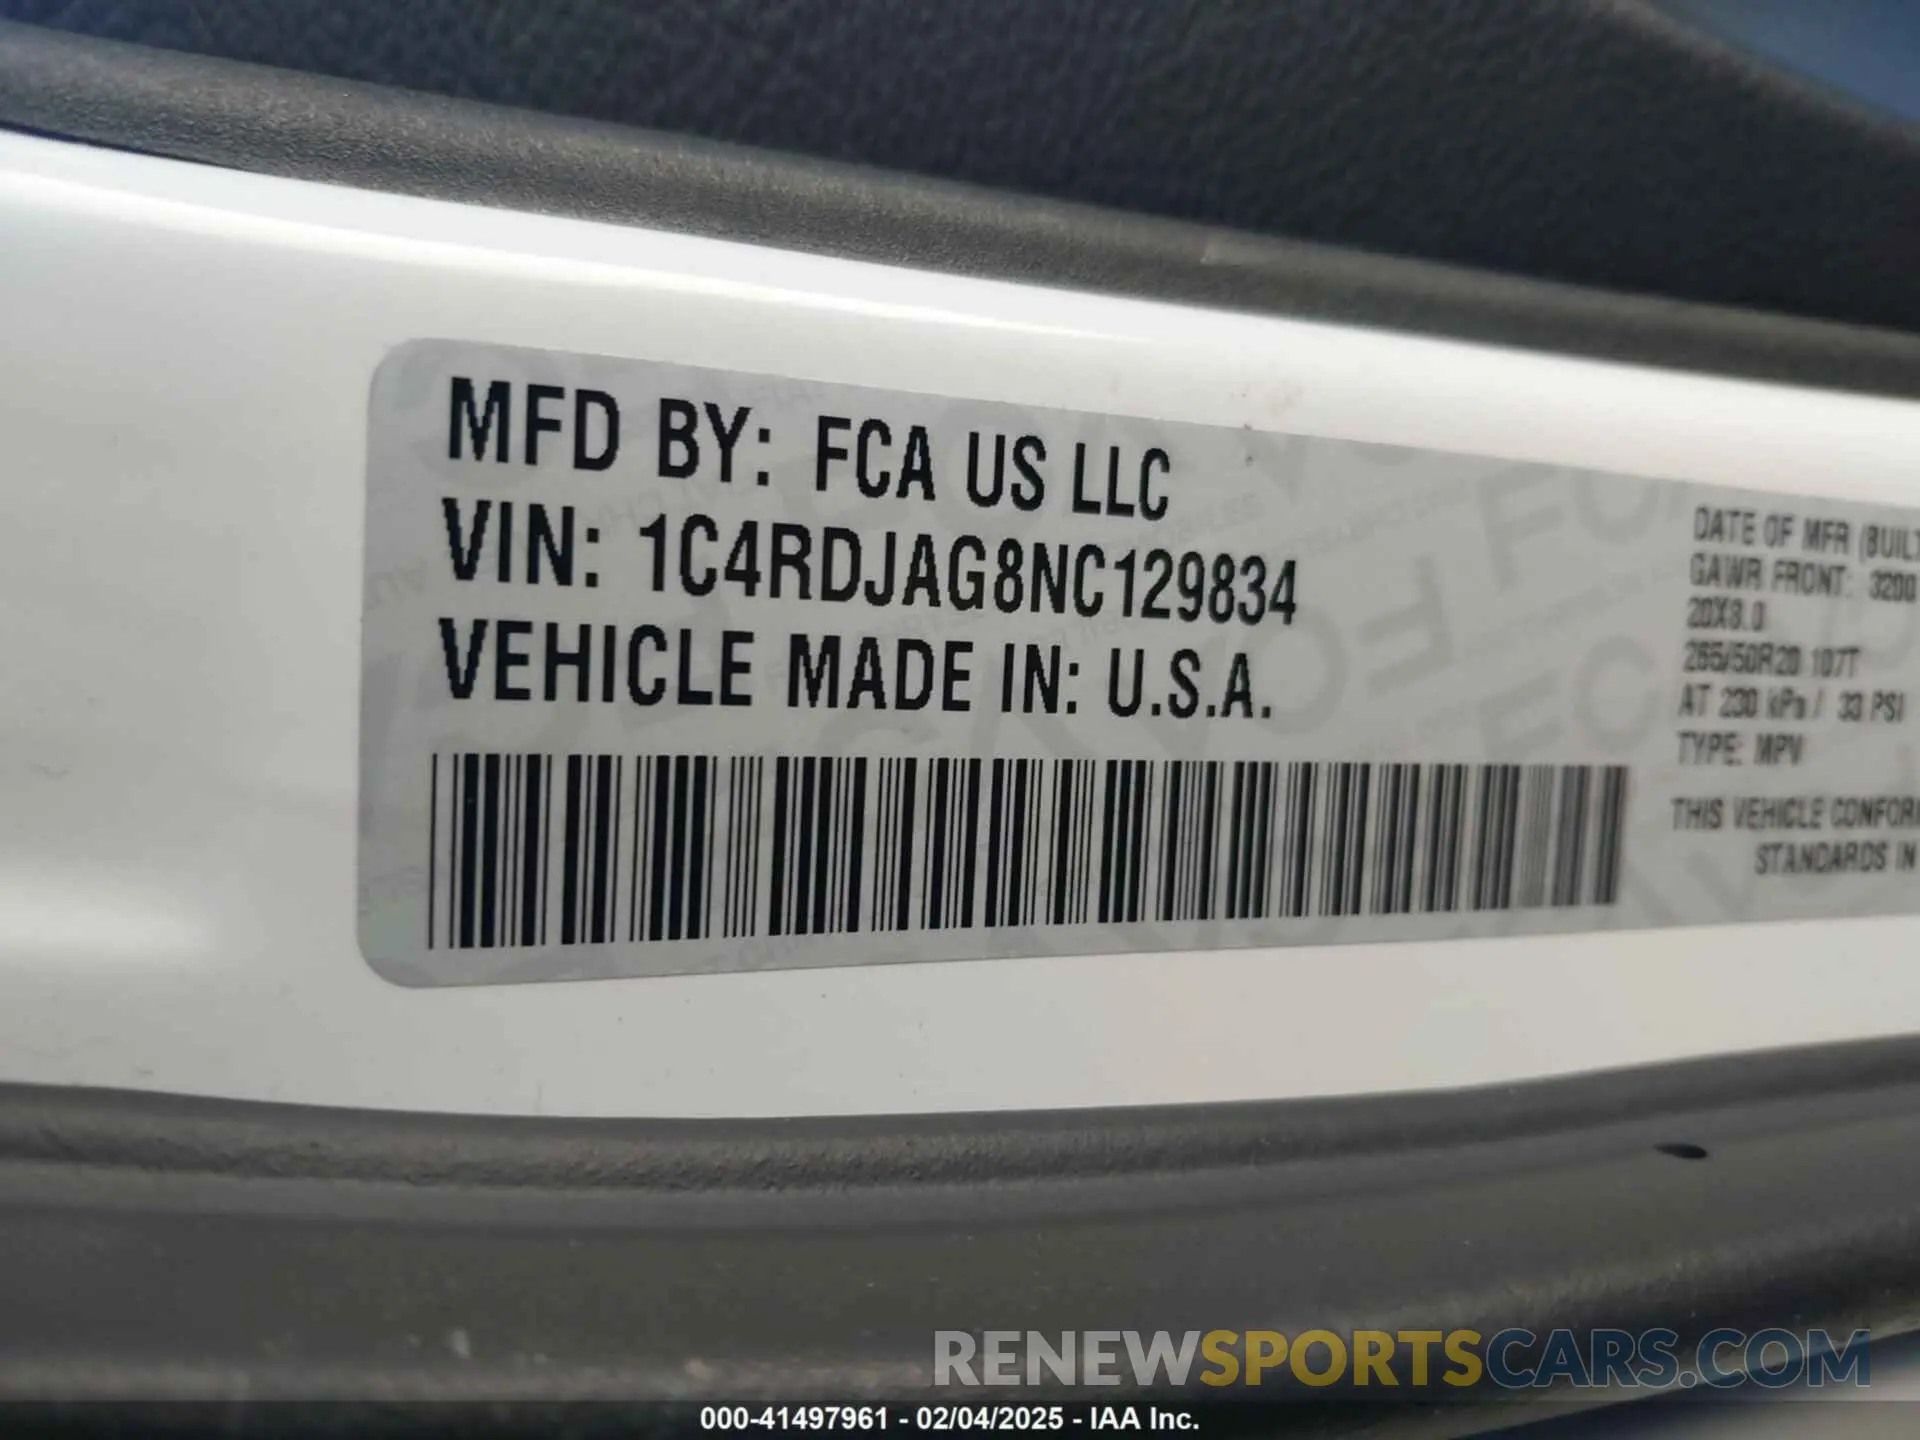 MFD BY: FCA US LLC
VIN: 1C4RDJAG8NC129834
VEHICLE MADE IN: U.S.A.
DATE OF MFR (BUILT
GAWR FRONT: 3200
20X8.0
265/50R20 107T
AT 230 kPa / 33 PSI
TYPE: MPV
THIS VEHICLE CONFOR
STANDARDS IN
RENEWSPORTSCARS.COM
000-41497961 - 02/04/2025 - IAA Inc.